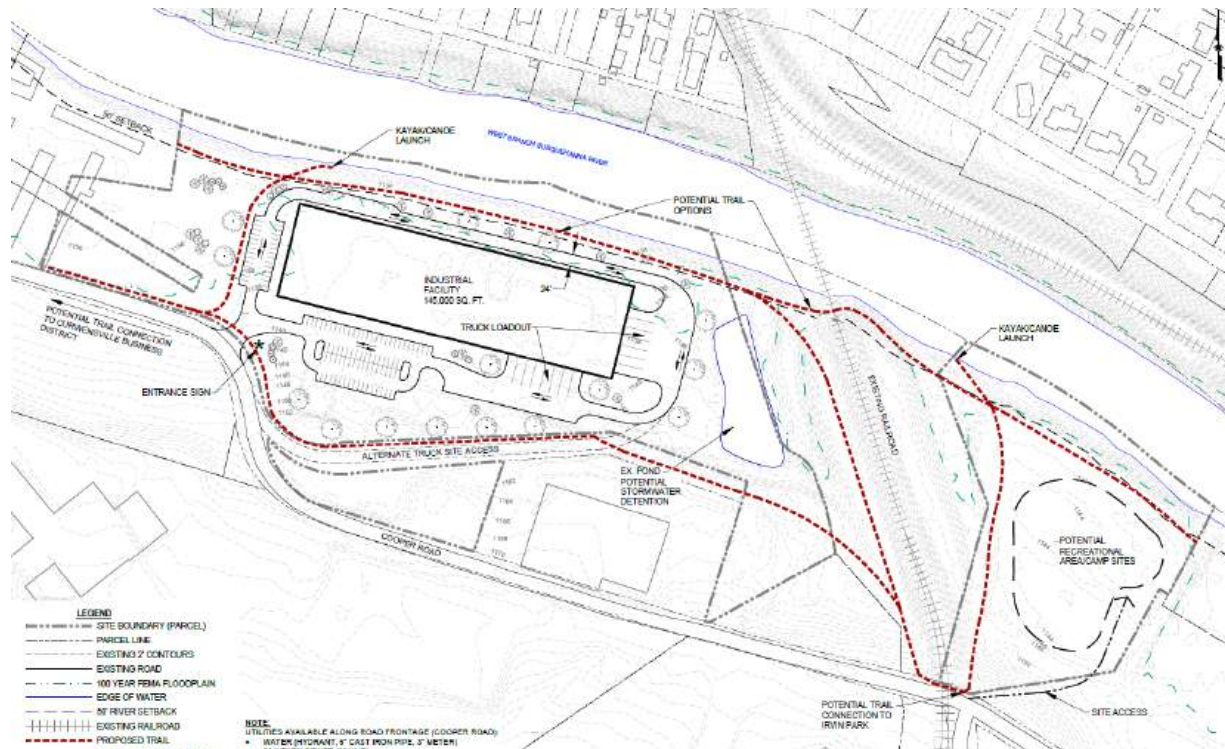 50' SETBACK
KAYAK/CANOE
LAUNCH
WEST BRANCH SUSQUEHANNA RIVER
POTENTIAL TRAIL
OPTIONS
INDUSTRIAL
FACILITY
145,000 SQ. FT.
24'
TRUCK LOADOUT
POTENTIAL TRAIL CONNECTION
TO CURWENSVILLE BUSINESS
DISTRICT
ENTRANCE SIGN
KAYAK/CANOE
LAUNCH
EXISTING RAILROAD
ALTERNATE TRUCK SITE ACCESS
EX. POND
POTENTIAL
STORMWATER
DETENTION
COOPER ROAD
POTENTIAL
RECREATIONAL
AREA/CAMP SITES
POTENTIAL TRAIL
CONNECTION TO
IRVIN PARK
SITE ACCESS
LEGEND
SITE BOUNDARY (PARCEL)
PARCEL LINE
EXISTING 2' CONTOURS
EXISTING ROAD
100 YEAR FEMA FLOODPLAIN
EDGE OF WATER
50' RIVER SETBACK
EXISTING RAILROAD
PROPOSED TRAIL
NOTE:
UTILITIES AVAILABLE ALONG ROAD FRONTAGE (COOPER ROAD)
• WATER (HYDRANT, 6" CAST IRON PIPE, 3" METER)